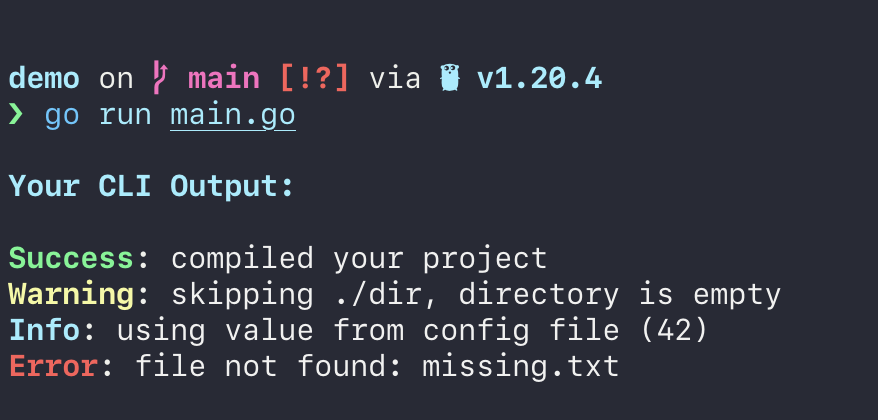 demo on main [!?] via v1.20.4
❯ go run main.go
Your CLI Output:
Success: compiled your project
Warning: skipping ./dir, directory is empty
Info: using value from config file (42)
Error: file not found: missing.txt